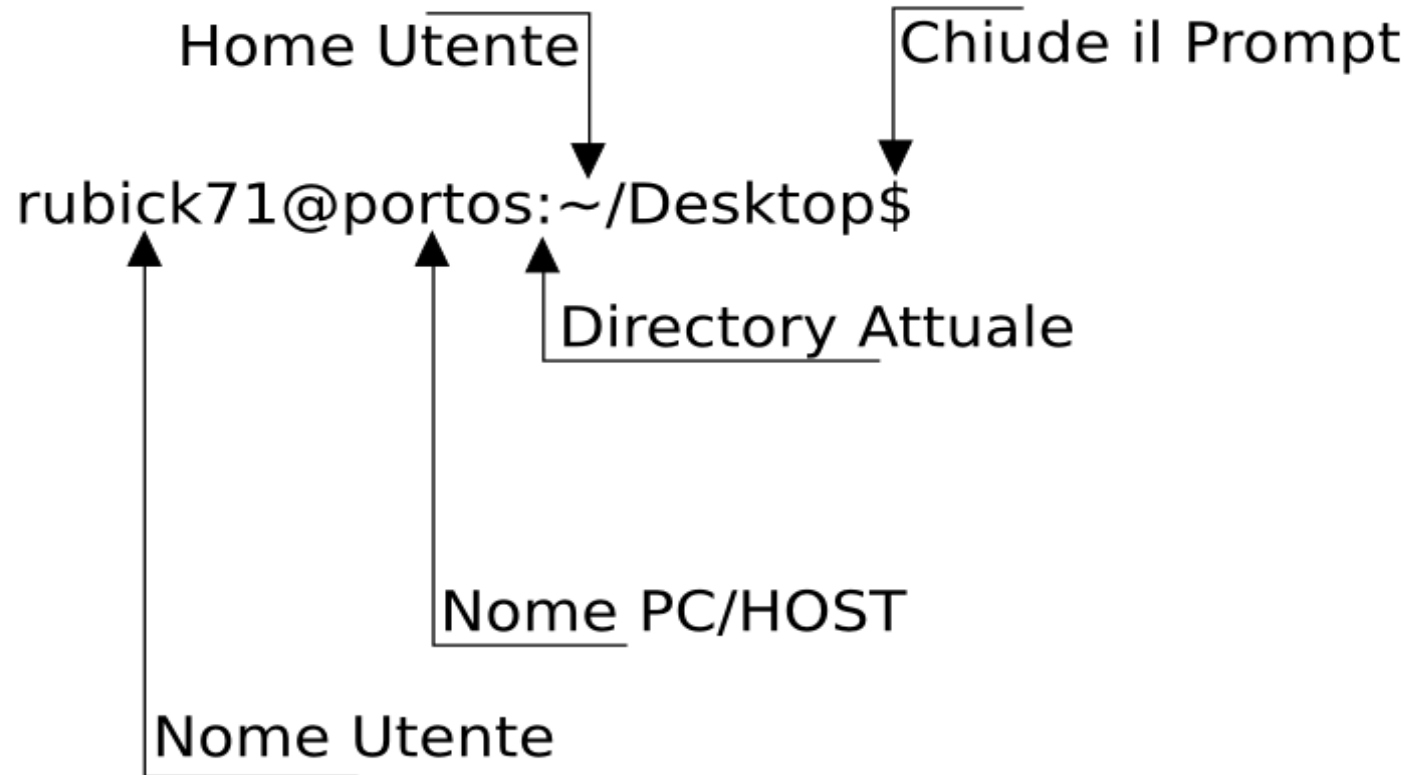 Home Utente
Chiude il Prompt
rubick71@portos:~/Desktop$
Directory Attuale
Nome PC/HOST
Nome Utente